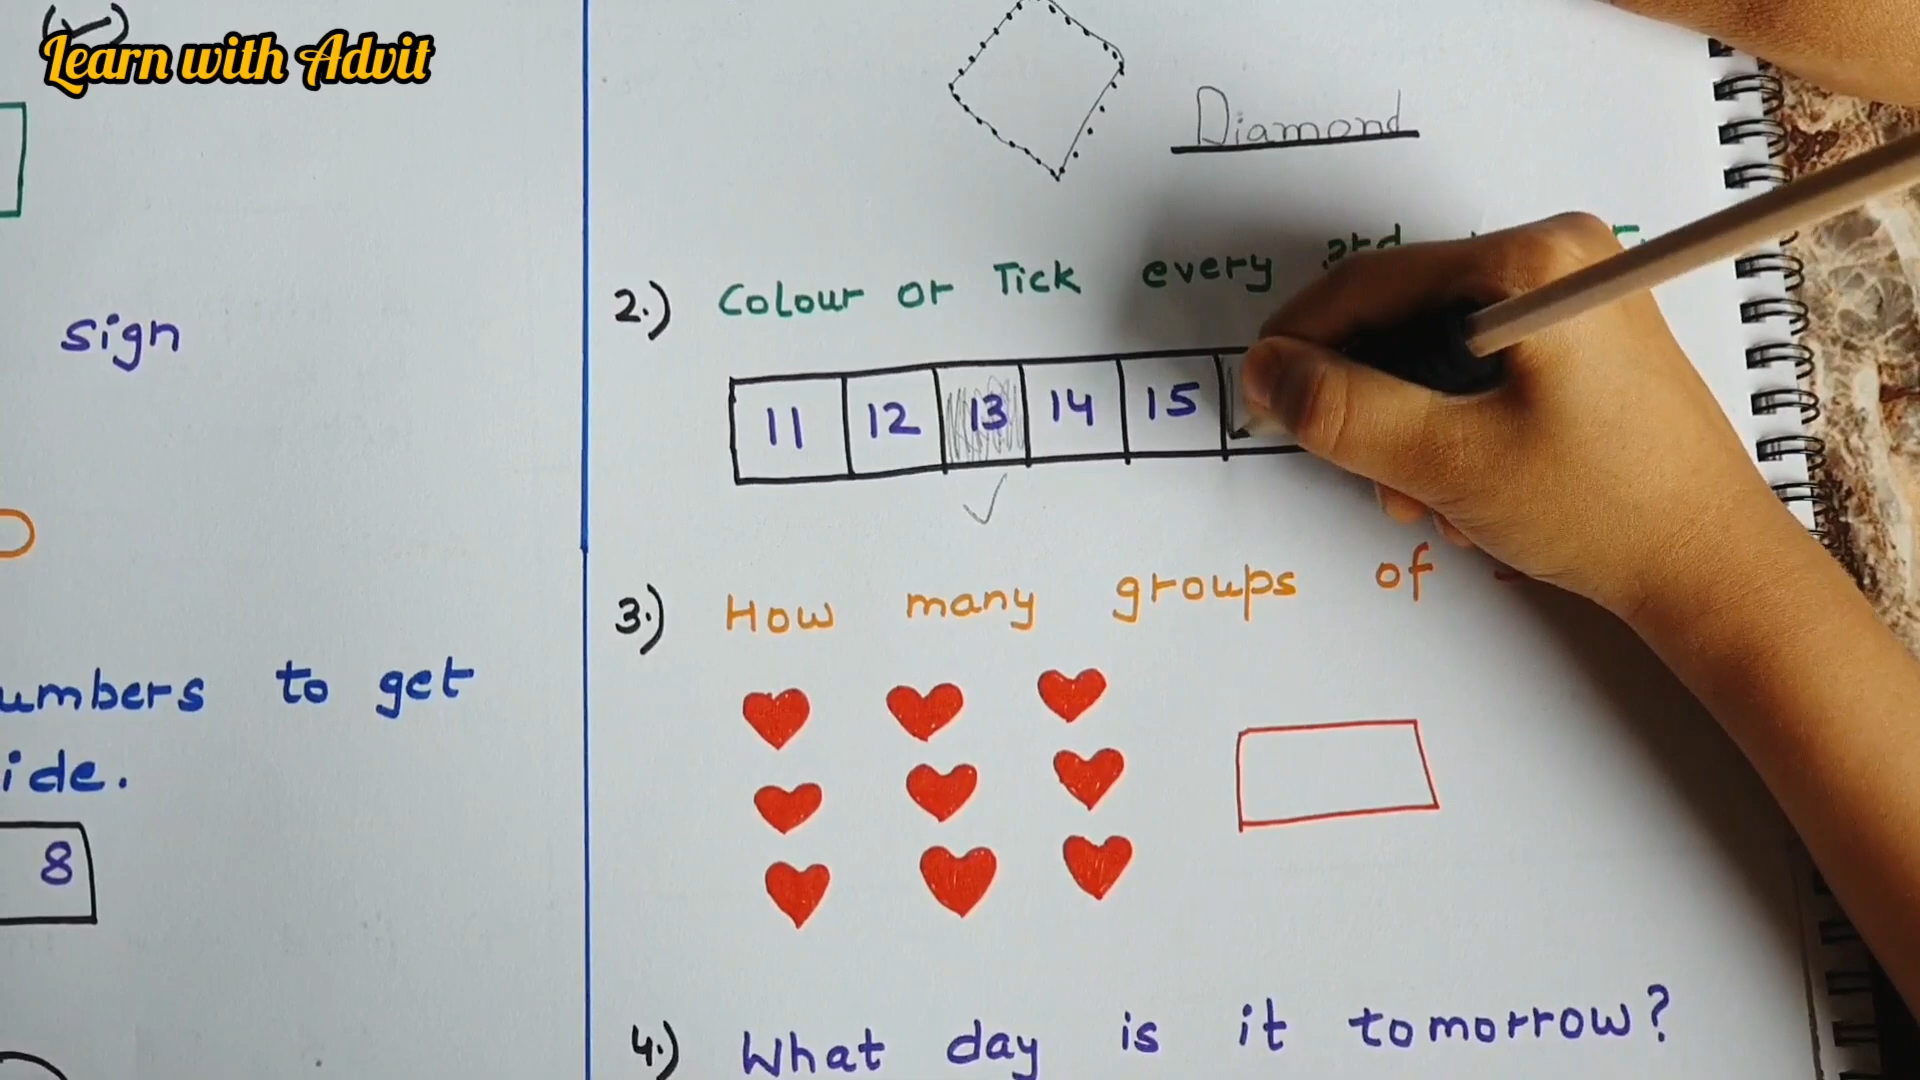 Learn with Advit
sign
umbers to get
ide.
8
Diamond
2.) Colour or Tick every 3rd
11 12 13 14 15
3.) How many groups of
4.) What day is it tomorrow?